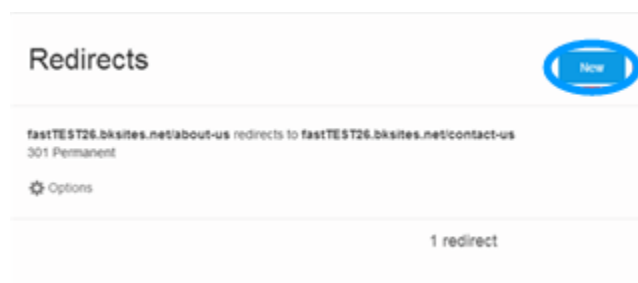 Redirects
New
fastTEST26.bksites.net/about-us redirects to fastTEST26.bksites.net/contact-us
301 Permanent
Options
1 redirect